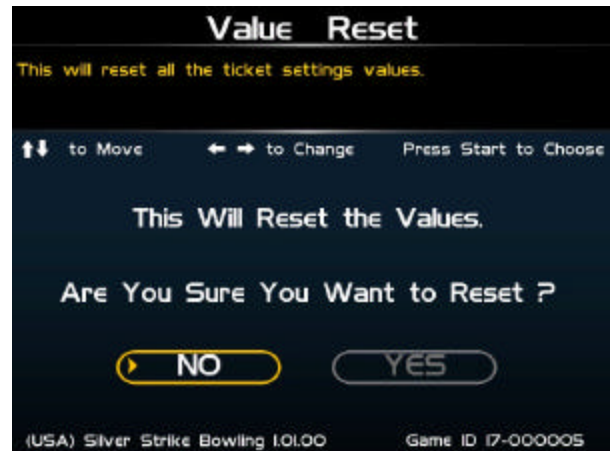 Value Reset
This will reset all the ticket settings values.
⬆⬇ to Move ⬅ ➡ to Change Press Start to Choose
This Will Reset the Values.
Are You Sure You Want to Reset ?
NO YES
(USA) Silver Strike Bowling 1.01.00 Game ID 17-000005